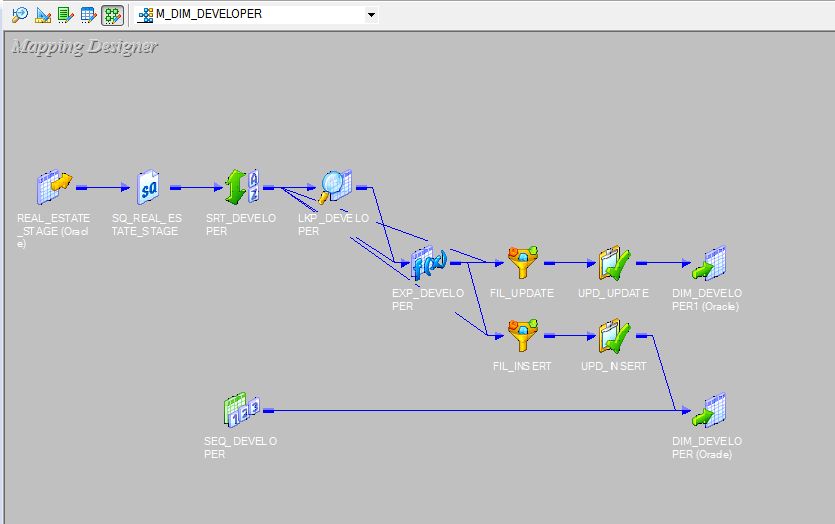 M_DIM_DEVELOPER
Mapping Designer
REAL_ESTATE
_STAGE (Oracl
e)
SQ_REAL_ES
TATE_STAGE
SRT_DEVELO
PER
LKP_DEVELO
PER
EXP_DEVELO
PER
FIL_UPDATE
UPD_UPDATE
DIM_DEVELO
PER1 (Oracle)
FIL_INSERT
UPD_INSERT
SEQ_DEVELO
PER
DIM_DEVELO
PER (Oracle)